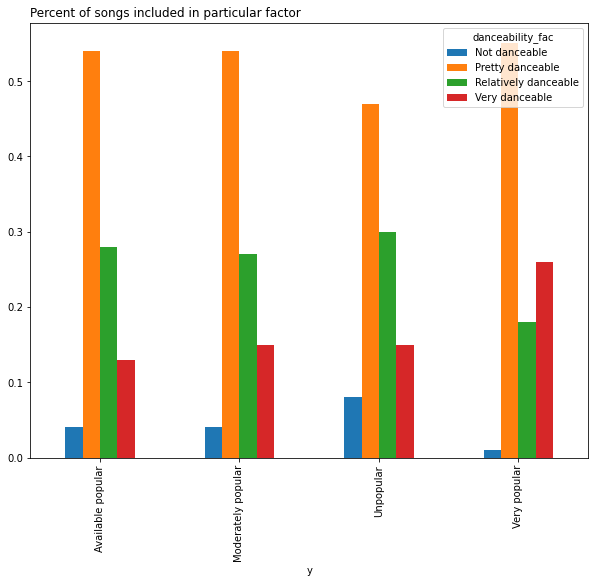 Percent of songs included in particular factor
danceability_fac
Not danceable
Pretty danceable
Relatively danceable
Very danceable
0.5
0.4
0.3
0.2
0.1
0.0
Available popular
Moderately popular
Unpopular
Very popular
y